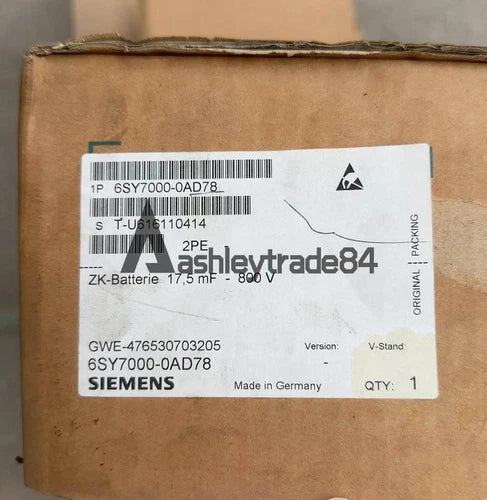 1P 6SY7000-0AD78
S T-U616110414
2PE
ashleytrade84
ZK-Batterie 17,5 mF - 800 V
GWE-476530703205
6SY7000-0AD78
SIEMENS
Made in Germany
Version:
-
V-Stand:
QTY: 1
ORIGINAL PACKING